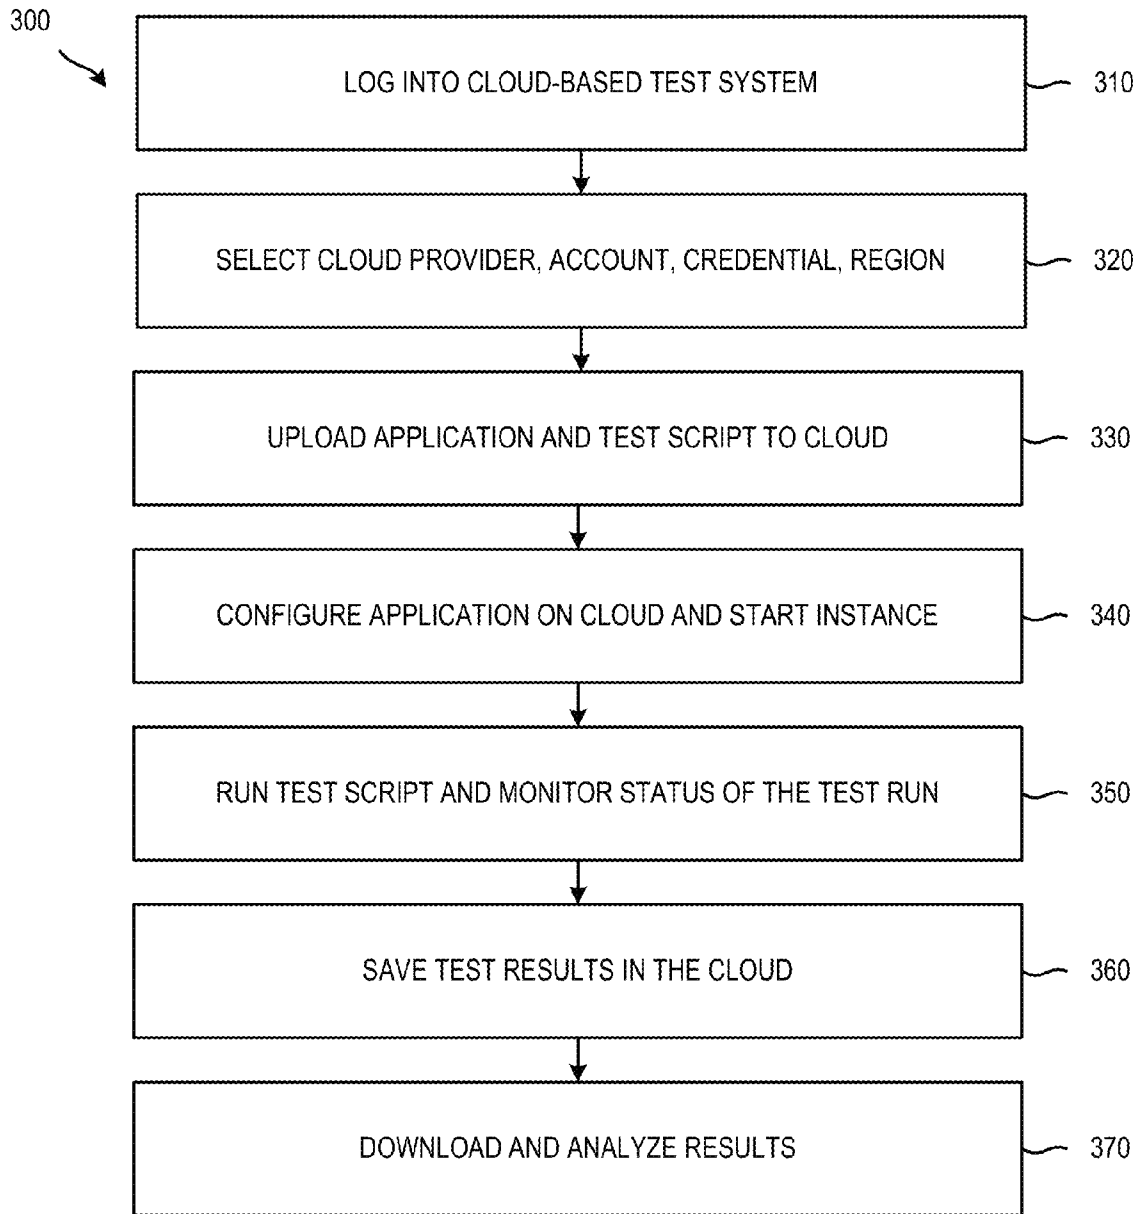 300
LOG INTO CLOUD-BASED TEST SYSTEM
310
SELECT CLOUD PROVIDER, ACCOUNT, CREDENTIAL, REGION
320
UPLOAD APPLICATION AND TEST SCRIPT TO CLOUD
330
CONFIGURE APPLICATION ON CLOUD AND START INSTANCE
340
RUN TEST SCRIPT AND MONITOR STATUS OF THE TEST RUN
350
SAVE TEST RESULTS IN THE CLOUD
360
DOWNLOAD AND ANALYZE RESULTS
370